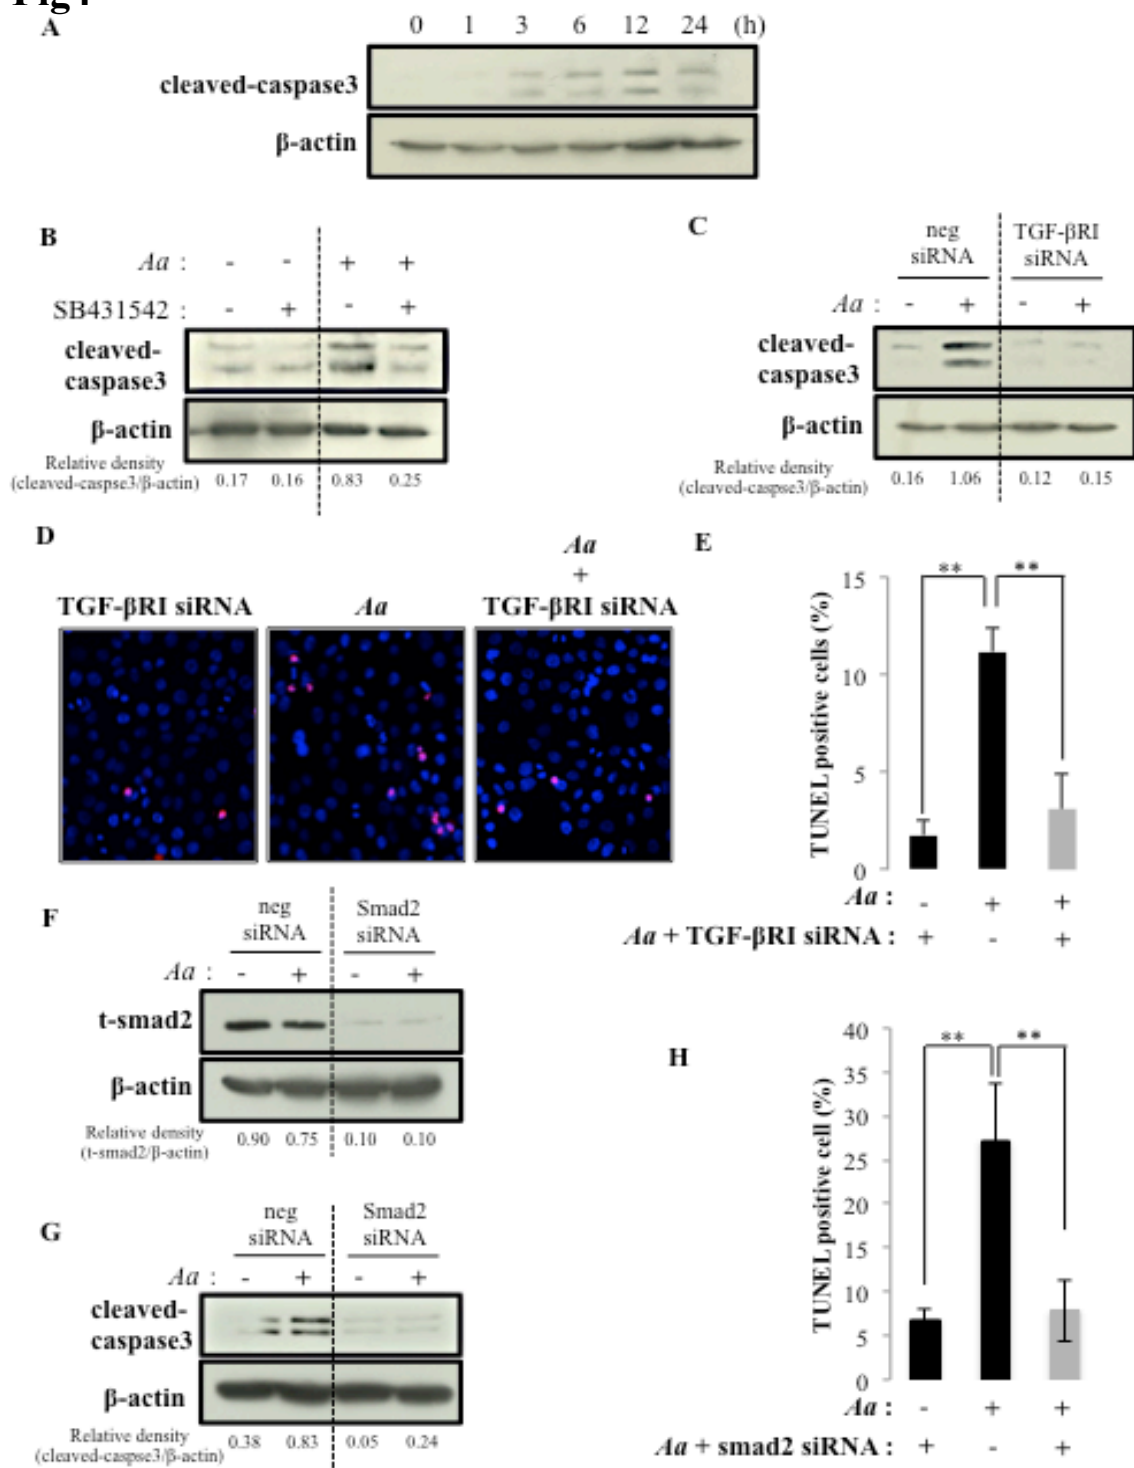 Fig4
A
0 1 3 6 12 24 (h)
cleaved-caspase3
β-actin
B
Aa : - - + +
SB431542 : - + - +
cleaved-
caspase3
β-actin
Relative density
(cleaved-caspse3/β-actin) 0.17 0.16 0.83 0.25
C
neg
siRNA
TGF-βRI
siRNA
Aa : - + - +
cleaved-
caspase3
β-actin
Relative density
(cleaved-caspse3/β-actin) 0.16 1.06 0.12 0.15
D
TGF-βRI siRNA
Aa
Aa
+
TGF-βRI siRNA
E
** **
TUNEL positive cells (%)
15
10
5
0
Aa : - + +
Aa + TGF-βRI siRNA : + - +
F
neg
siRNA
Smad2
siRNA
Aa : - + - +
t-smad2
β-actin
Relative density
(t-smad2/β-actin) 0.90 0.75 0.10 0.10
G
neg
siRNA
Smad2
siRNA
Aa : - + - +
cleaved-
caspase3
β-actin
Relative density
(cleaved-caspse3/β-actin) 0.38 0.83 0.05 0.24
H
** **
TUNEL positive cell (%)
40
35
30
25
20
15
10
5
0
Aa : - + +
Aa + smad2 siRNA : + - +